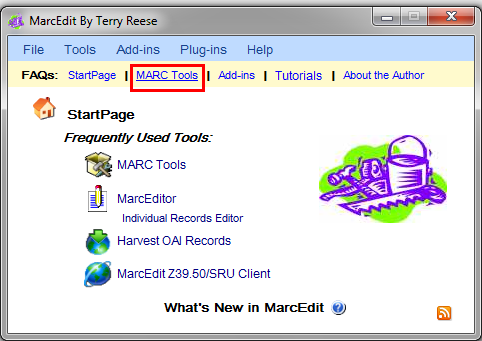 MarcEdit By Terry Reese
File Tools Add-ins Plug-ins Help
FAQs: StartPage | MARC Tools | Add-ins | Tutorials | About the Author
StartPage
Frequently Used Tools:
MARC Tools
MarcEditor
Individual Records Editor
Harvest OAI Records
MarcEdit Z39.50/SRU Client
What's New in MarcEdit ?